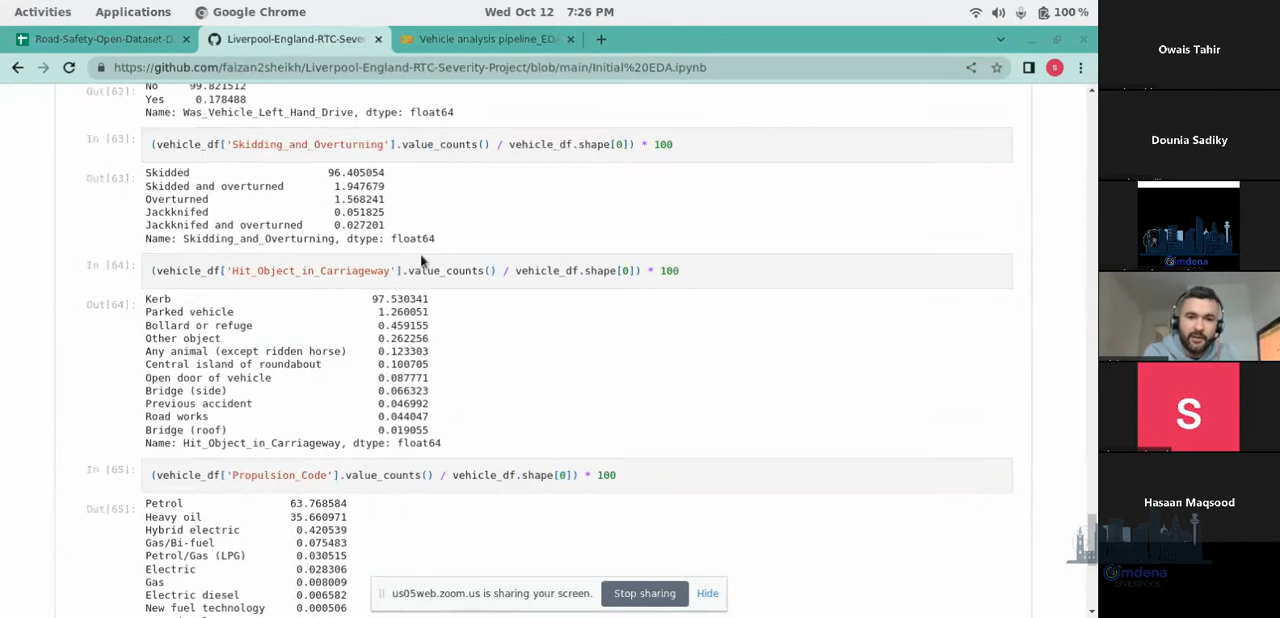 Activities Applications Google Chrome Wed Oct 12 7:26 PM 100 %
Road-Safety-Open-Dataset-D Liverpool-England-RTC-Seve Vehicle analysis pipeline_ED
https://github.com/faizan2sheikh/Liverpool-England-RTC-Severity-Project/blob/main/Initial%20EDA.ipynb
S
Out[62]: No 99.821512
Yes 0.178488
Name: Was_Vehicle_Left_Hand_Drive, dtype: float64
In [63]: (vehicle_df['Skidding_and_Overturning'].value_counts() / vehicle_df.shape[0]) * 100
Out[63]: Skidded 96.405054
Skidded and overturned 1.947679
Overturned 1.568241
Jackknifed 0.051825
Jackknifed and overturned 0.027201
Name: Skidding_and_Overturning, dtype: float64
In [64]: (vehicle_df['Hit_Object_in_Carriageway'].value_counts() / vehicle_df.shape[0]) * 100
Out[64]: Kerb 97.530341
Parked vehicle 1.260051
Bollard or refuge 0.459155
Other object 0.262256
Any animal (except ridden horse) 0.123303
Central island of roundabout 0.100705
Open door of vehicle 0.087771
Bridge (side) 0.066323
Previous accident 0.046992
Road works 0.044047
Bridge (roof) 0.019055
Name: Hit_Object_in_Carriageway, dtype: float64
In [65]: (vehicle_df['Propulsion_Code'].value_counts() / vehicle_df.shape[0]) * 100
Out[65]: Petrol 63.768584
Heavy oil 35.660971
Hybrid electric 0.420539
Gas/Bi-fuel 0.075483
Petrol/Gas (LPG) 0.030515
Electric 0.028306
Gas 0.008009
Electric diesel 0.006582
New fuel technology 0.000506
us05web.zoom.us is sharing your screen. Stop sharing Hide
Owais Tahir
Dounia Sadiky
omdena
S
Hasaan Maqsood
omdena
LIVERPOOL